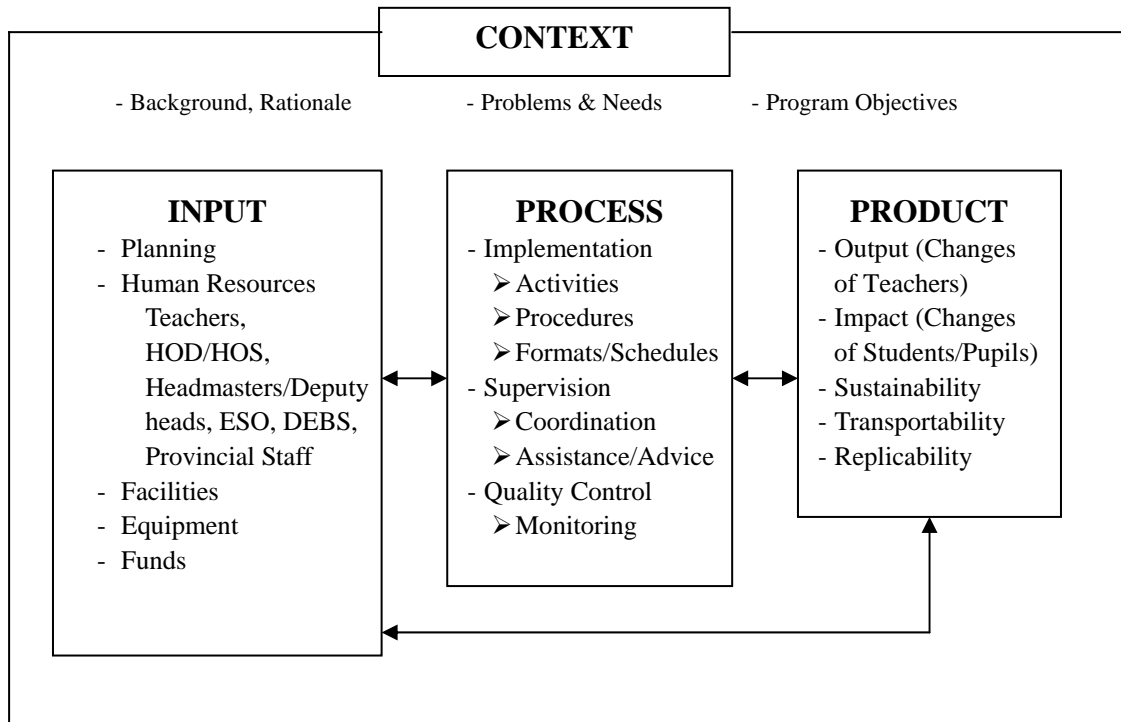 CONTEXT
- Background, Rationale
- Problems & Needs
- Program Objectives
INPUT
- Planning
- Human Resources
Teachers,
HOD/HOS,
Headmasters/Deputy
heads, ESO, DEBS,
Provincial Staff
- Facilities
- Equipment
- Funds
PROCESS
- Implementation
➢ Activities
➢ Procedures
➢ Formats/Schedules
- Supervision
➢ Coordination
➢ Assistance/Advice
- Quality Control
➢ Monitoring
PRODUCT
- Output (Changes
of Teachers)
- Impact (Changes
of Students/Pupils)
- Sustainability
- Transportability
- Replicability